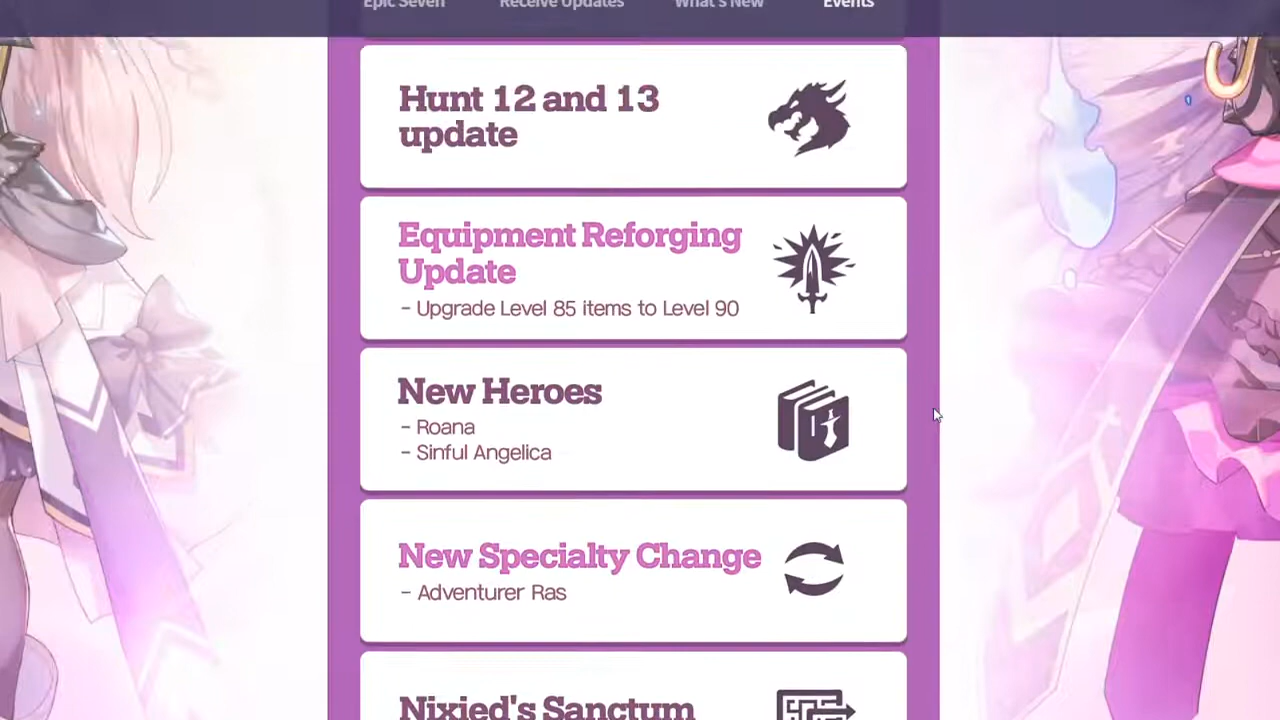 Epic Seven Receive Updates What's New Events
Hunt 12 and 13
update
Equipment Reforging
Update
- Upgrade Level 85 items to Level 90
New Heroes
- Roana
- Sinful Angelica
New Specialty Change
- Adventurer Ras
Nixied's Sanctum